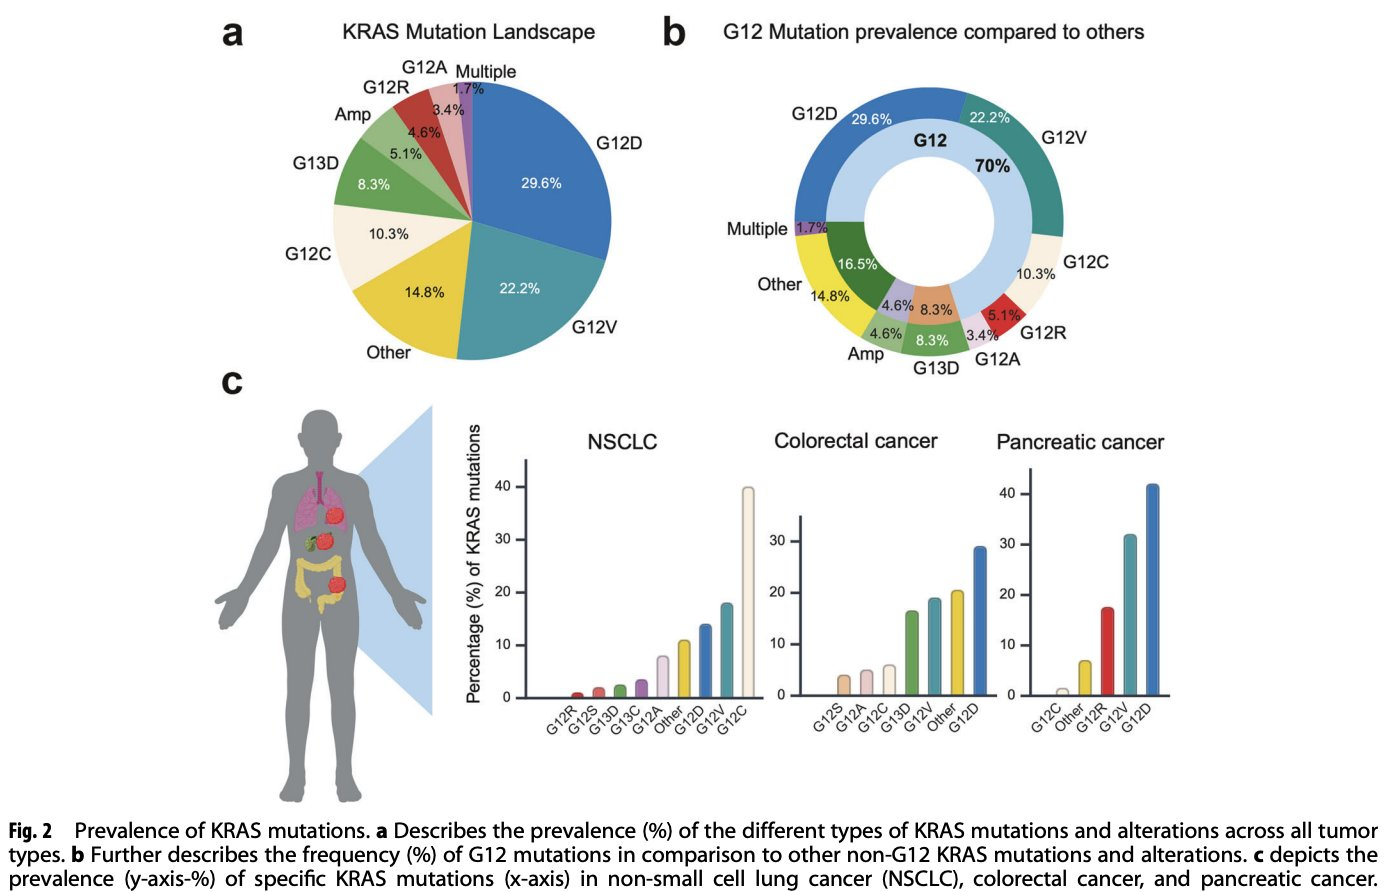 a
KRAS Mutation Landscape
G12A
Multiple
G12R
1.7%
3.4%
Amp
4.6%
G12D
5.1%
G13D
8.3%
29.6%
10.3%
G12C
14.8%
22.2%
G12V
Other
b
G12 Mutation prevalence compared to others
G12D
29.6%
22.2%
G12V
G12
70%
Multiple
1.7%
16.5%
G12C
10.3%
Other
14.8%
4.6%
8.3%
5.1%
G12R
4.6%
8.3%
3.4%
G12A
Amp
G13D
c
NSCLC
Percentage (%) of KRAS mutations
40
30
20
10
0
G12R
G12S
G13D
G13C
G12A
Other
G12D
G12V
G12C
Colorectal cancer
30
20
10
0
G12S
G12A
G12C
G13D
G12V
Other
G12D
Pancreatic cancer
40
30
20
10
0
G12C
Other
G12R
G12V
G12D
Fig. 2 Prevalence of KRAS mutations. a Describes the prevalence (%) of the different types of KRAS mutations and alterations across all tumor
types. b Further describes the frequency (%) of G12 mutations in comparison to other non-G12 KRAS mutations and alterations. c depicts the
prevalence (y-axis-%) of specific KRAS mutations (x-axis) in non-small cell lung cancer (NSCLC), colorectal cancer, and pancreatic cancer.